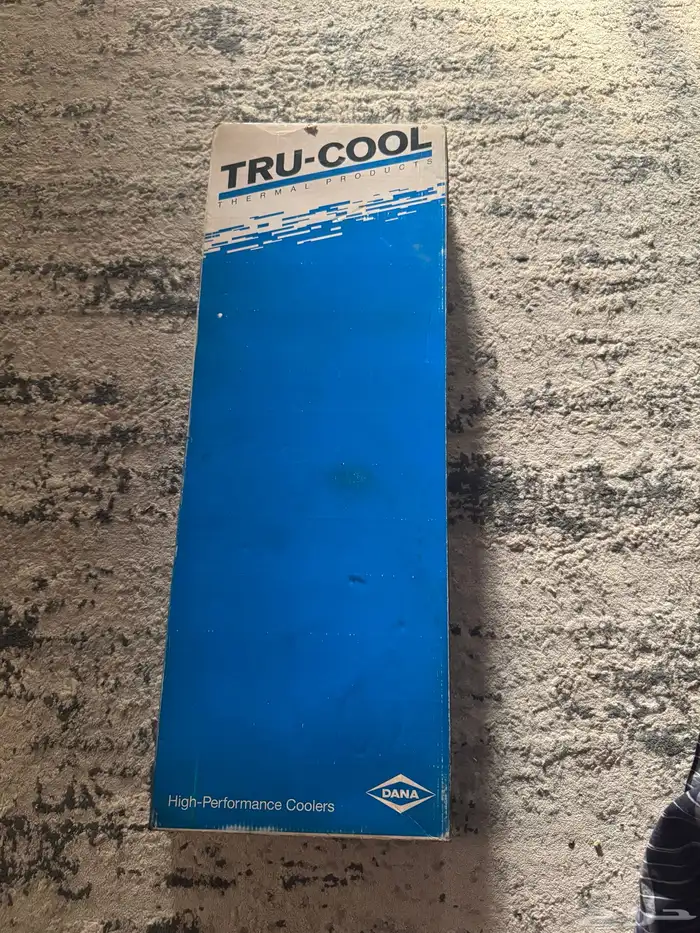 TRU-COOL
THERMAL PRODUCTS
High-Performance Coolers
DANA